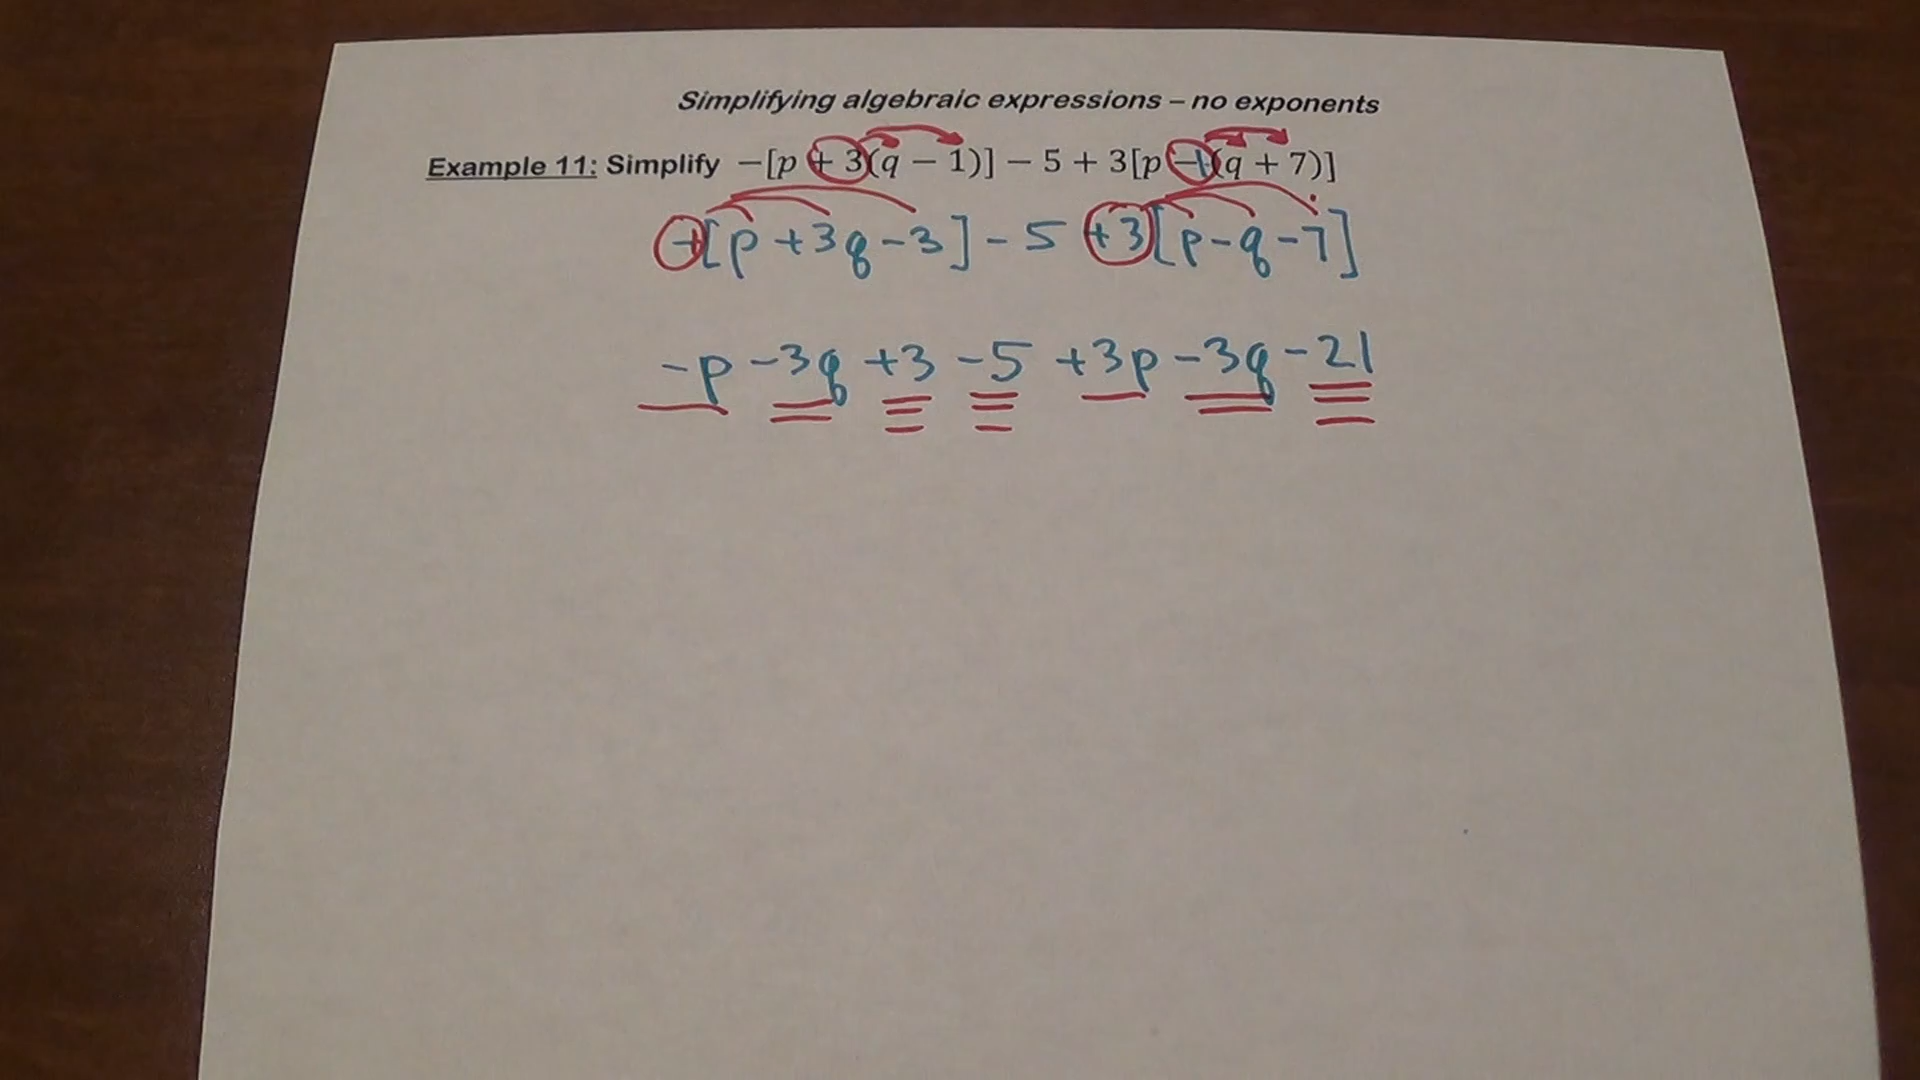 Simplifying algebraic expressions – no exponents
Example 11: Simplify −[p + 3(q − 1)] − 5 + 3[p −1(q + 7)]
-[p +3q -3] - 5 +3[p - q - 7]
-p -3q +3 -5 +3p -3q -21